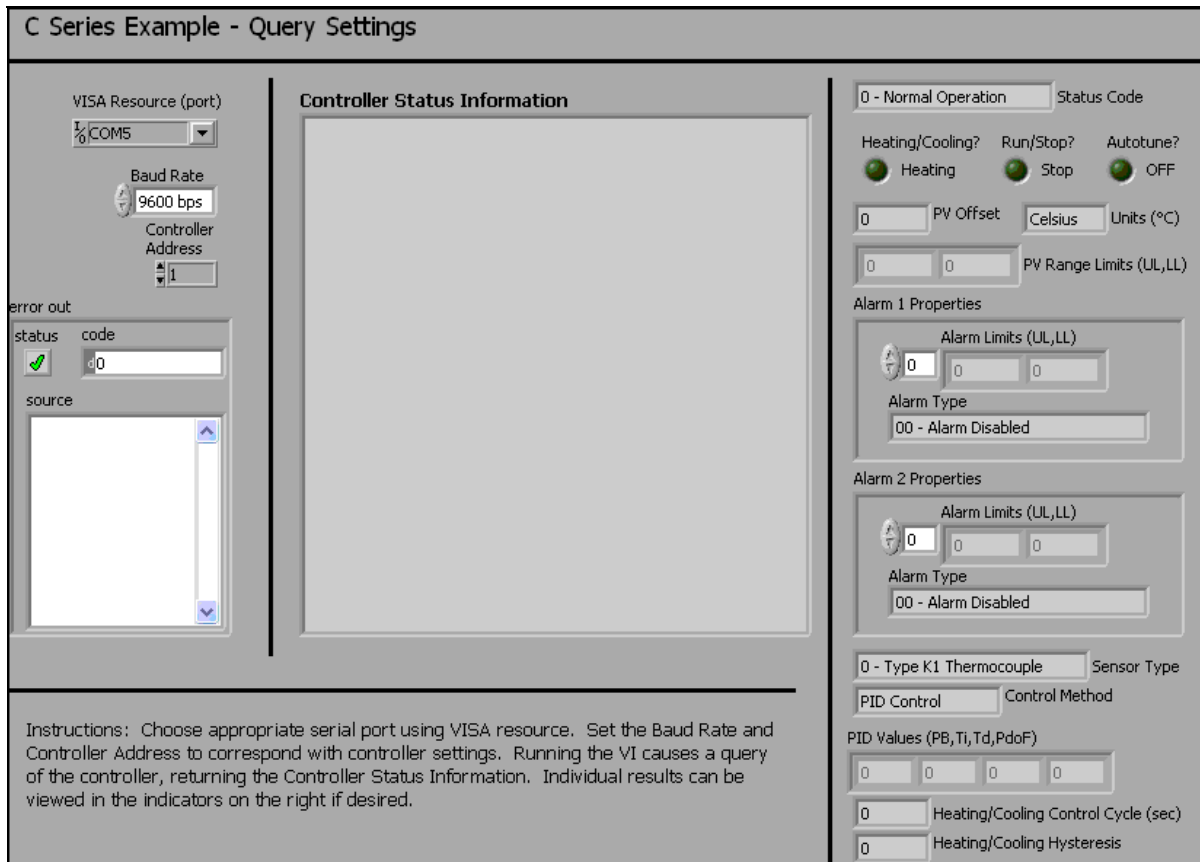 C Series Example - Query Settings
VISA Resource (port)
I/O COM5
Baud Rate
9600 bps
Controller
Address
1
error out
status
code
d0
source
Controller Status Information
0 - Normal Operation
Status Code
Heating/Cooling?
Run/Stop?
Autotune?
Heating
Stop
OFF
0
PV Offset
Celsius
Units (°C)
0
0
PV Range Limits (UL,LL)
Alarm 1 Properties
Alarm Limits (UL,LL)
0
0
0
Alarm Type
00 - Alarm Disabled
Alarm 2 Properties
Alarm Limits (UL,LL)
0
0
0
Alarm Type
00 - Alarm Disabled
0 - Type K1 Thermocouple
Sensor Type
PID Control
Control Method
PID Values (PB,Ti,Td,PdoF)
0
0
0
0
0
Heating/Cooling Control Cycle (sec)
0
Heating/Cooling Hysteresis
Instructions: Choose appropriate serial port using VISA resource. Set the Baud Rate and
Controller Address to correspond with controller settings. Running the VI causes a query
of the controller, returning the Controller Status Information. Individual results can be
viewed in the indicators on the right if desired.